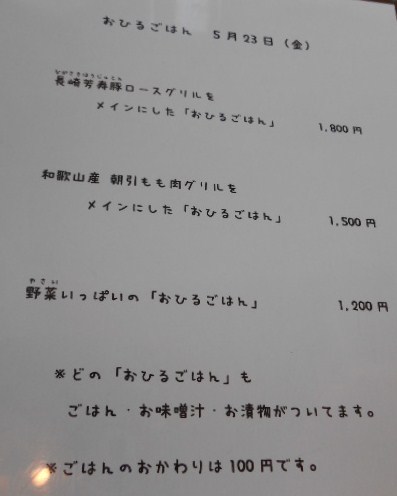 おひるごはん 5月23日（金）
ながさきほうじゅとん
長崎芳寿豚ロースグリルを
メインにした「おひるごはん」 1,800円
和歌山産 朝引もも肉グリルを
メインにした「おひるごはん」 1,500円
やさい
野菜いっぱいの「おひるごはん」 1,200円
※どの「おひるごはん」も
ごはん・お味噌汁・お漬物がついてます。
※ごはんのおかわりは100円です。